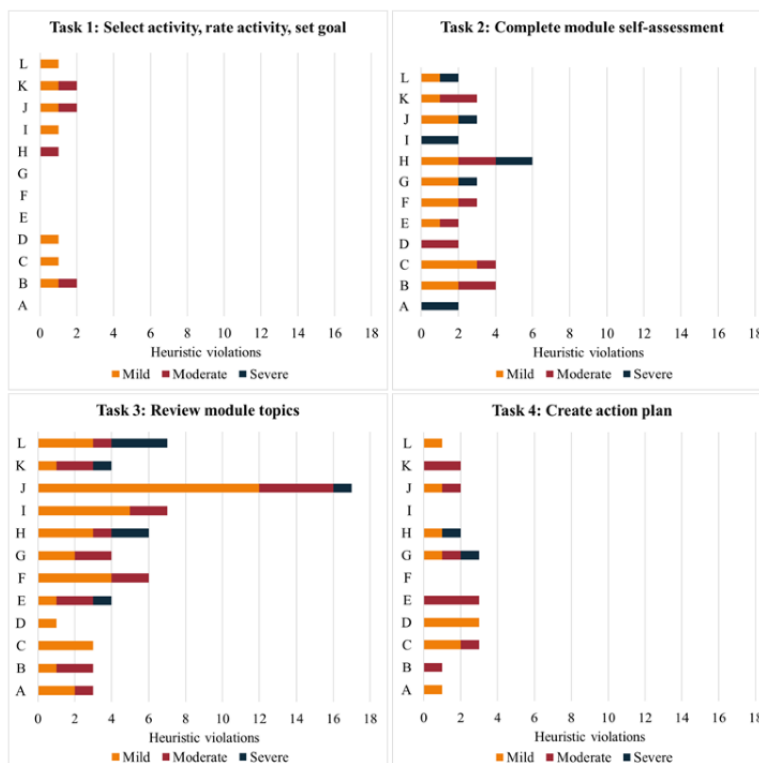 Task 1: Select activity, rate activity, set goal
L
K
J
I
H
G
F
E
D
C
B
A
0 2 4 6 8 10 12 14 16 18
Heuristic violations
Mild Moderate Severe
Task 2: Complete module self-assessment
L
K
J
I
H
G
F
E
D
C
B
A
0 2 4 6 8 10 12 14 16 18
Heuristic violations
Mild Moderate Severe
Task 3: Review module topics
L
K
J
I
H
G
F
E
D
C
B
A
0 2 4 6 8 10 12 14 16 18
Heuristic violations
Mild Moderate Severe
Task 4: Create action plan
L
K
J
I
H
G
F
E
D
C
B
A
0 2 4 6 8 10 12 14 16 18
Heuristic violations
Mild Moderate Severe